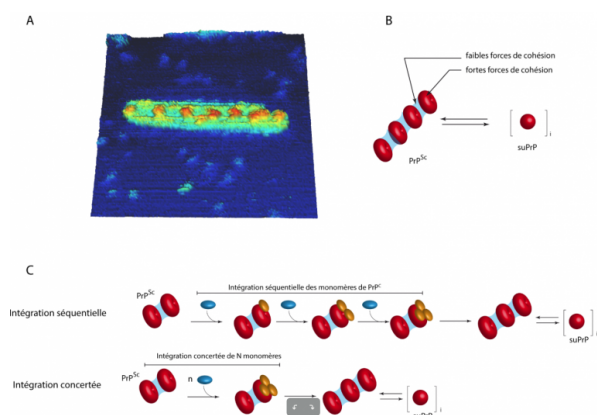 A
B
faibles forces de cohésion
fortes forces de cohésion
PrP^Sc
i
suPrP
C
Intégration séquentielle des monomères de PrP^c
PrP^Sc
Intégration séquentielle
suPrP
Intégration concertée de N monomères
PrP^Sc
n
Intégration concertée
i